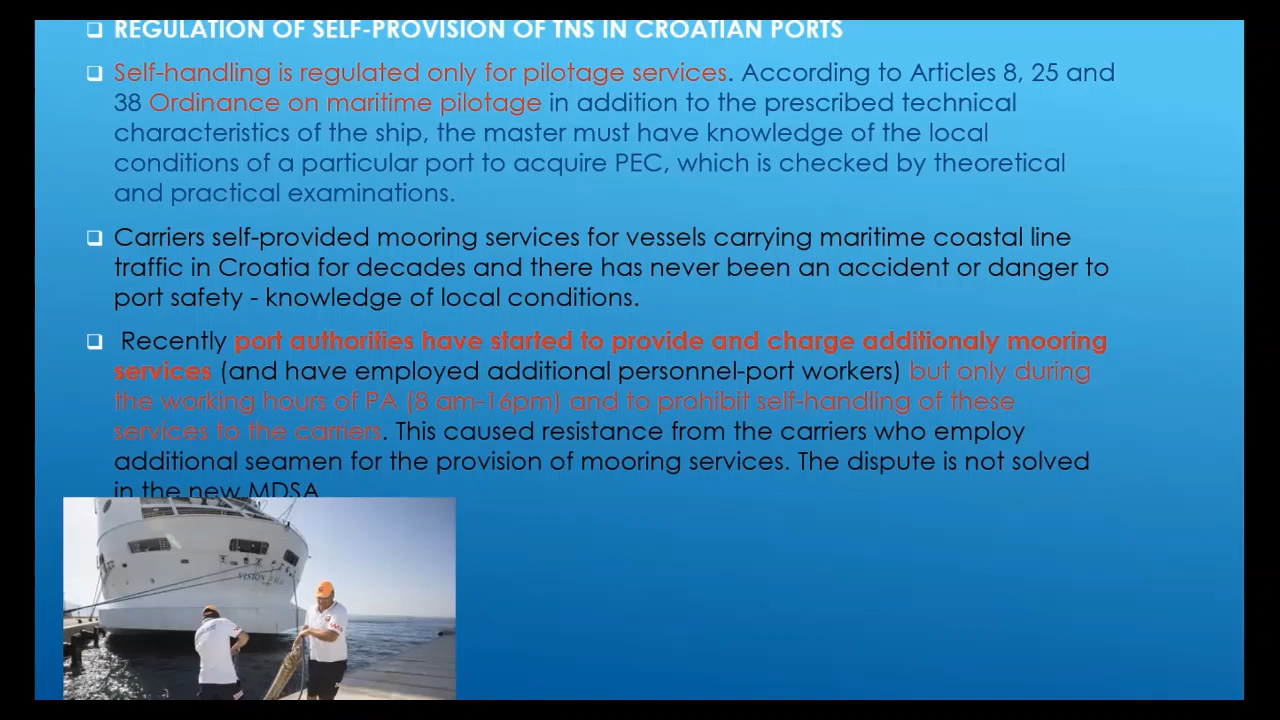 REGULATION OF SELF-PROVISION OF TNS IN CROATIAN PORTS
Self-handling is regulated only for pilotage services. According to Articles 8, 25 and
38 Ordinance on maritime pilotage in addition to the prescribed technical
characteristics of the ship, the master must have knowledge of the local
conditions of a particular port to acquire PEC, which is checked by theoretical
and practical examinations.
Carriers self-provided mooring services for vessels carrying maritime coastal line
traffic in Croatia for decades and there has never been an accident or danger to
port safety - knowledge of local conditions.
Recently port authorities have started to provide and charge additionaly mooring
services (and have employed additional personnel-port workers) but only during
the working hours of PA (8 am-16pm) and to prohibit self-handling of these
services to the carriers. This caused resistance from the carriers who employ
additional seamen for the provision of mooring services. The dispute is not solved
in the new MDSA
VISION